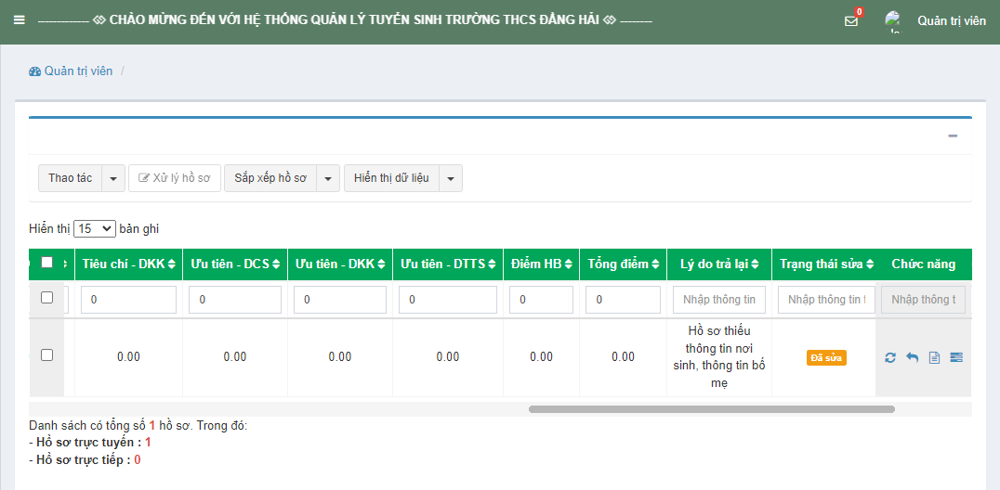 ------------- CHÀO MỪNG ĐẾN VỚI HỆ THỐNG QUẢN LÝ TUYỂN SINH TRƯỜNG THCS ĐẰNG HẢI --------
0
Quản trị viên
Quản trị viên /
Thao tác
Xử lý hồ sơ
Sắp xếp hồ sơ
Hiển thị dữ liệu
Hiển thị 15 bản ghi
Tiêu chí - DKK Ưu tiên - DCS Ưu tiên - DKK Ưu tiên - DTTS Điểm HB Tổng điểm Lý do trả lại Trạng thái sửa Chức năng
0 0 0 0 0 0 Nhập thông tin Nhập thông tin Nhập thông
0.00 0.00 0.00 0.00 0.00 0.00
Hồ sơ thiếu
thông tin nơi
sinh, thông tin bố
mẹ
Đã sửa
Danh sách có tổng số 1 hồ sơ. Trong đó:
- Hồ sơ trực tuyến : 1
- Hồ sơ trực tiếp : 0